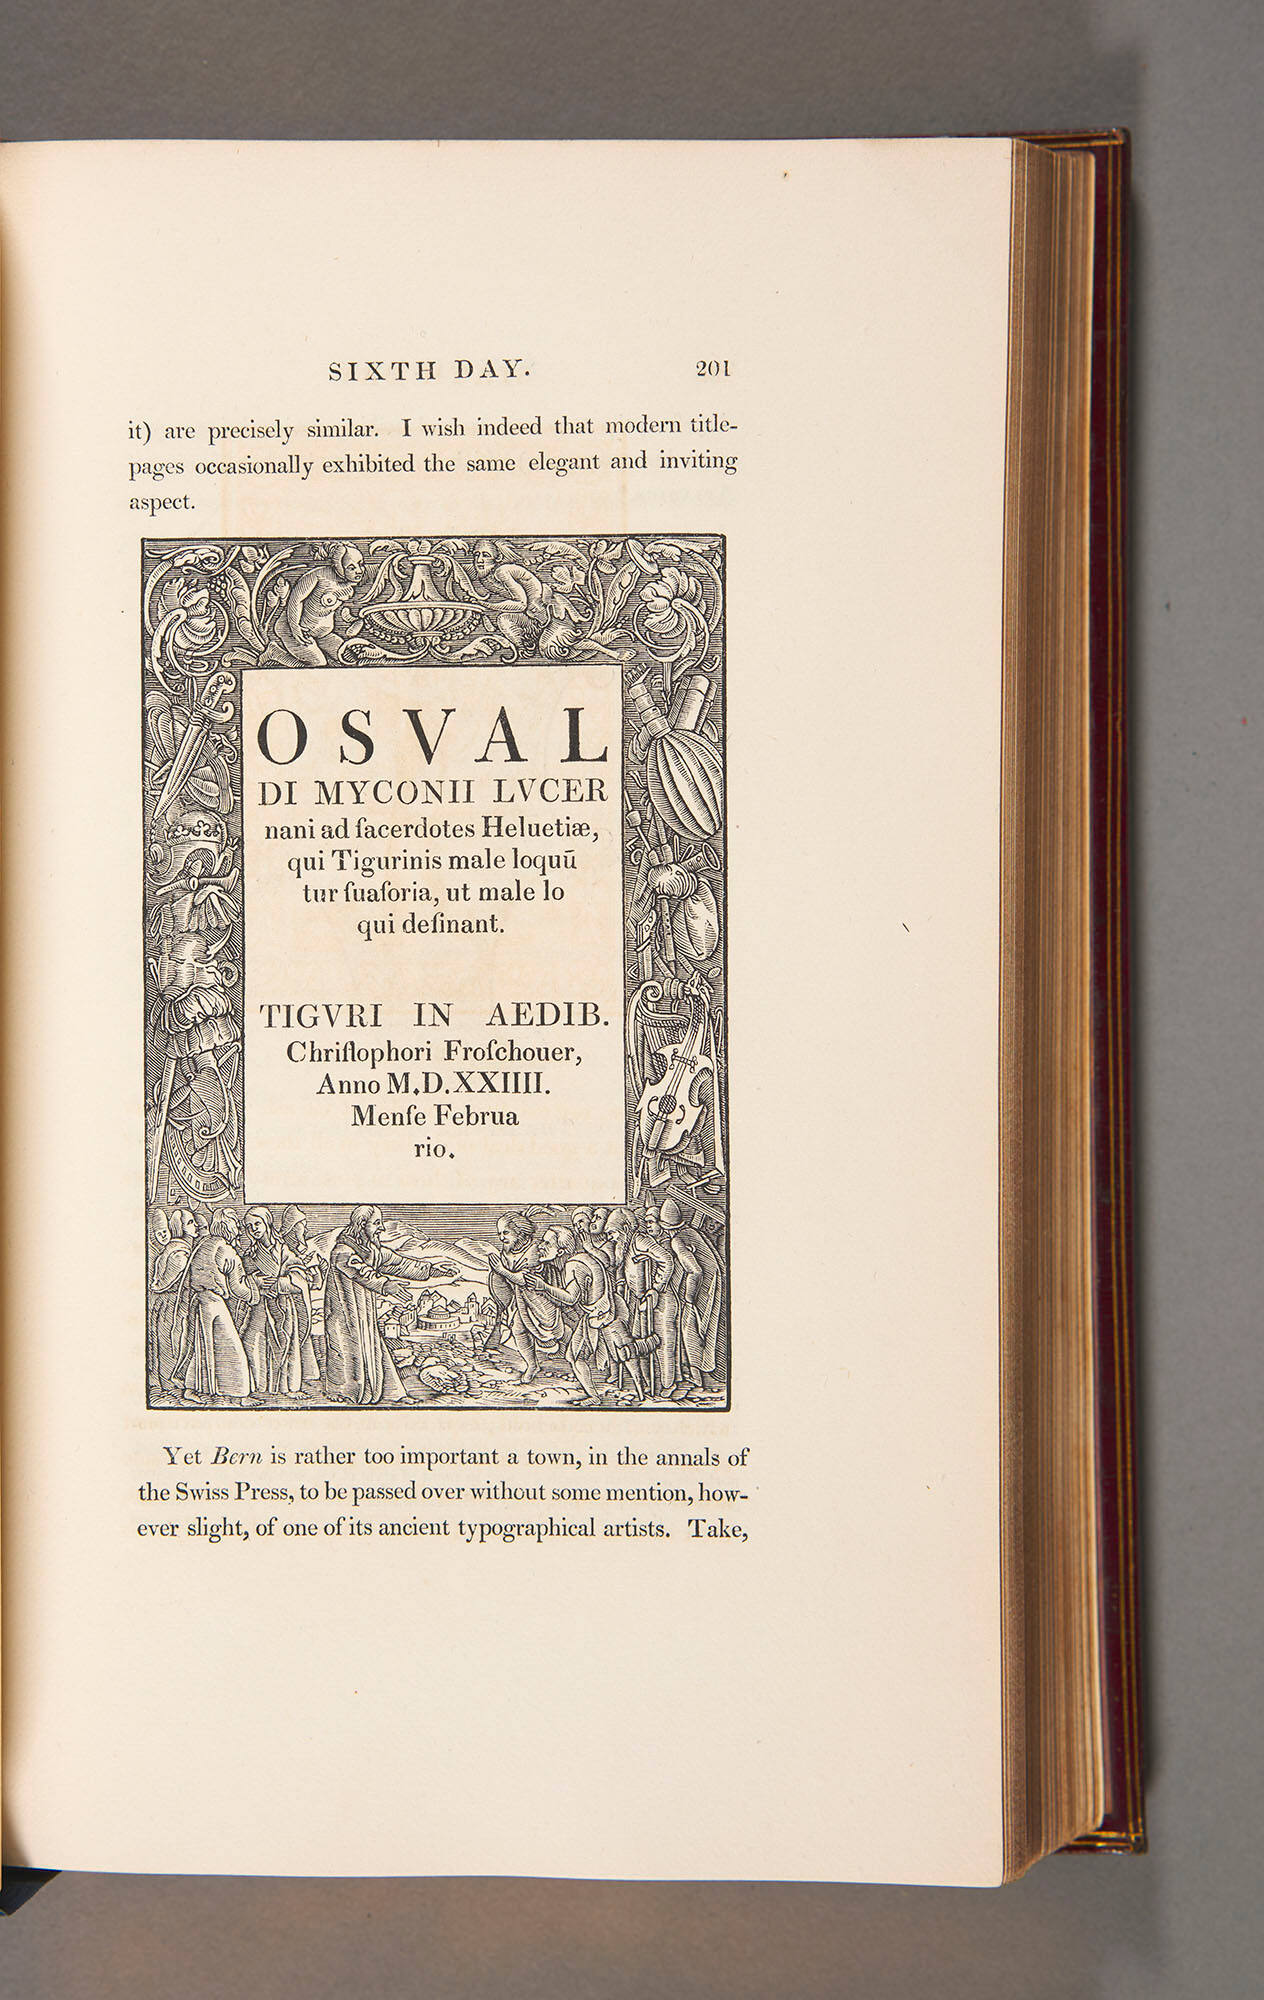 SIXTH DAY. 201
it) are precisely similar. I wish indeed that modern title-
pages occasionally exhibited the same elegant and inviting
aspect.
OSVAL
DI MYCONII LVCER
nani ad ſacerdotes Heluetiæ,
qui Tigurinis male loquū
tur ſuaſoria, ut male lo
qui deſinant.
TIGVRI IN AEDIB.
Chriſtophori Froſchouer,
Anno M.D.XXIIII.
Menſe Februa
rio.
Yet Bern is rather too important a town, in the annals of
the Swiss Press, to be passed over without some mention, how-
ever slight, of one of its ancient typographical artists. Take,